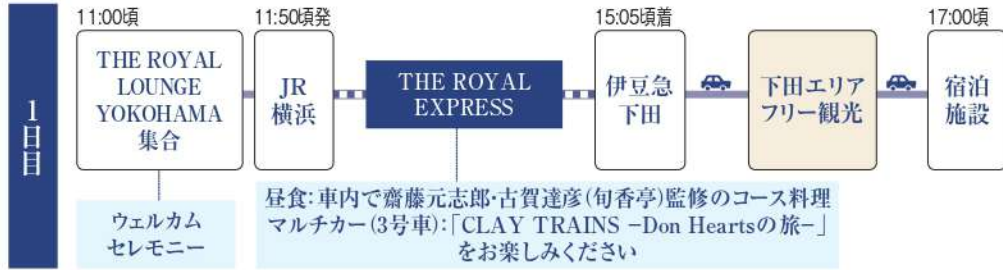 11:00頃
11:50頃発
15:05頃着
17:00頃
1日目
THE ROYAL
LOUNGE
YOKOHAMA
集合
JR
横浜
THE ROYAL
EXPRESS
伊豆急
下田
下田エリア
フリー観光
宿泊
施設
ウェルカム
セレモニー
昼食:車内で齋藤元志郎・古賀達彦(旬香亭)監修のコース料理
マルチカー(3号車):「CLAY TRAINS −Don Heartsの旅−」
をお楽しみください